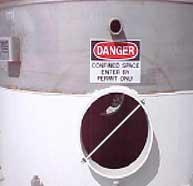 DANGER
CONFINED SPACE
ENTER BY
PERMIT ONLY